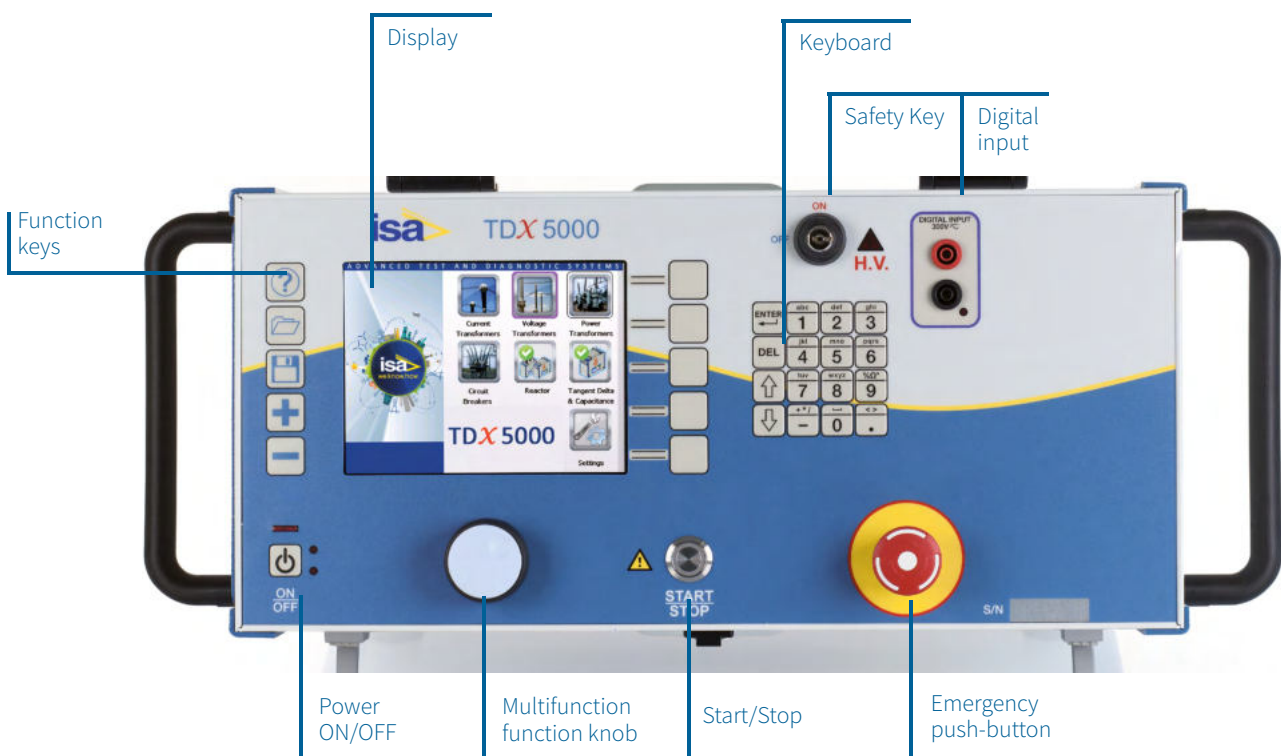 Display
Keyboard
Safety Key
Digital
input
Function
keys
isa
TDX 5000
ON
OFF
H.V.
DIGITAL INPUT
300V
ADVANCED TEST AND DIAGNOSTIC SYSTEMS
Current
Transformers
Voltage
Transformers
Power
Transformers
isa
Circuit
Breakers
Reactor
Tangent Delta
& Capacitance
TDX 5000
Settings
ENTER
abc
1
def
2
ghi
3
DEL
jkl
4
mno
5
pqrs
6
tuv
7
wxyz
8
%Ω°
9
+*/
-
0
<>
.
ON
OFF
START
STOP
S/N
Power
ON/OFF
Multifunction
function knob
Start/Stop
Emergency
push-button